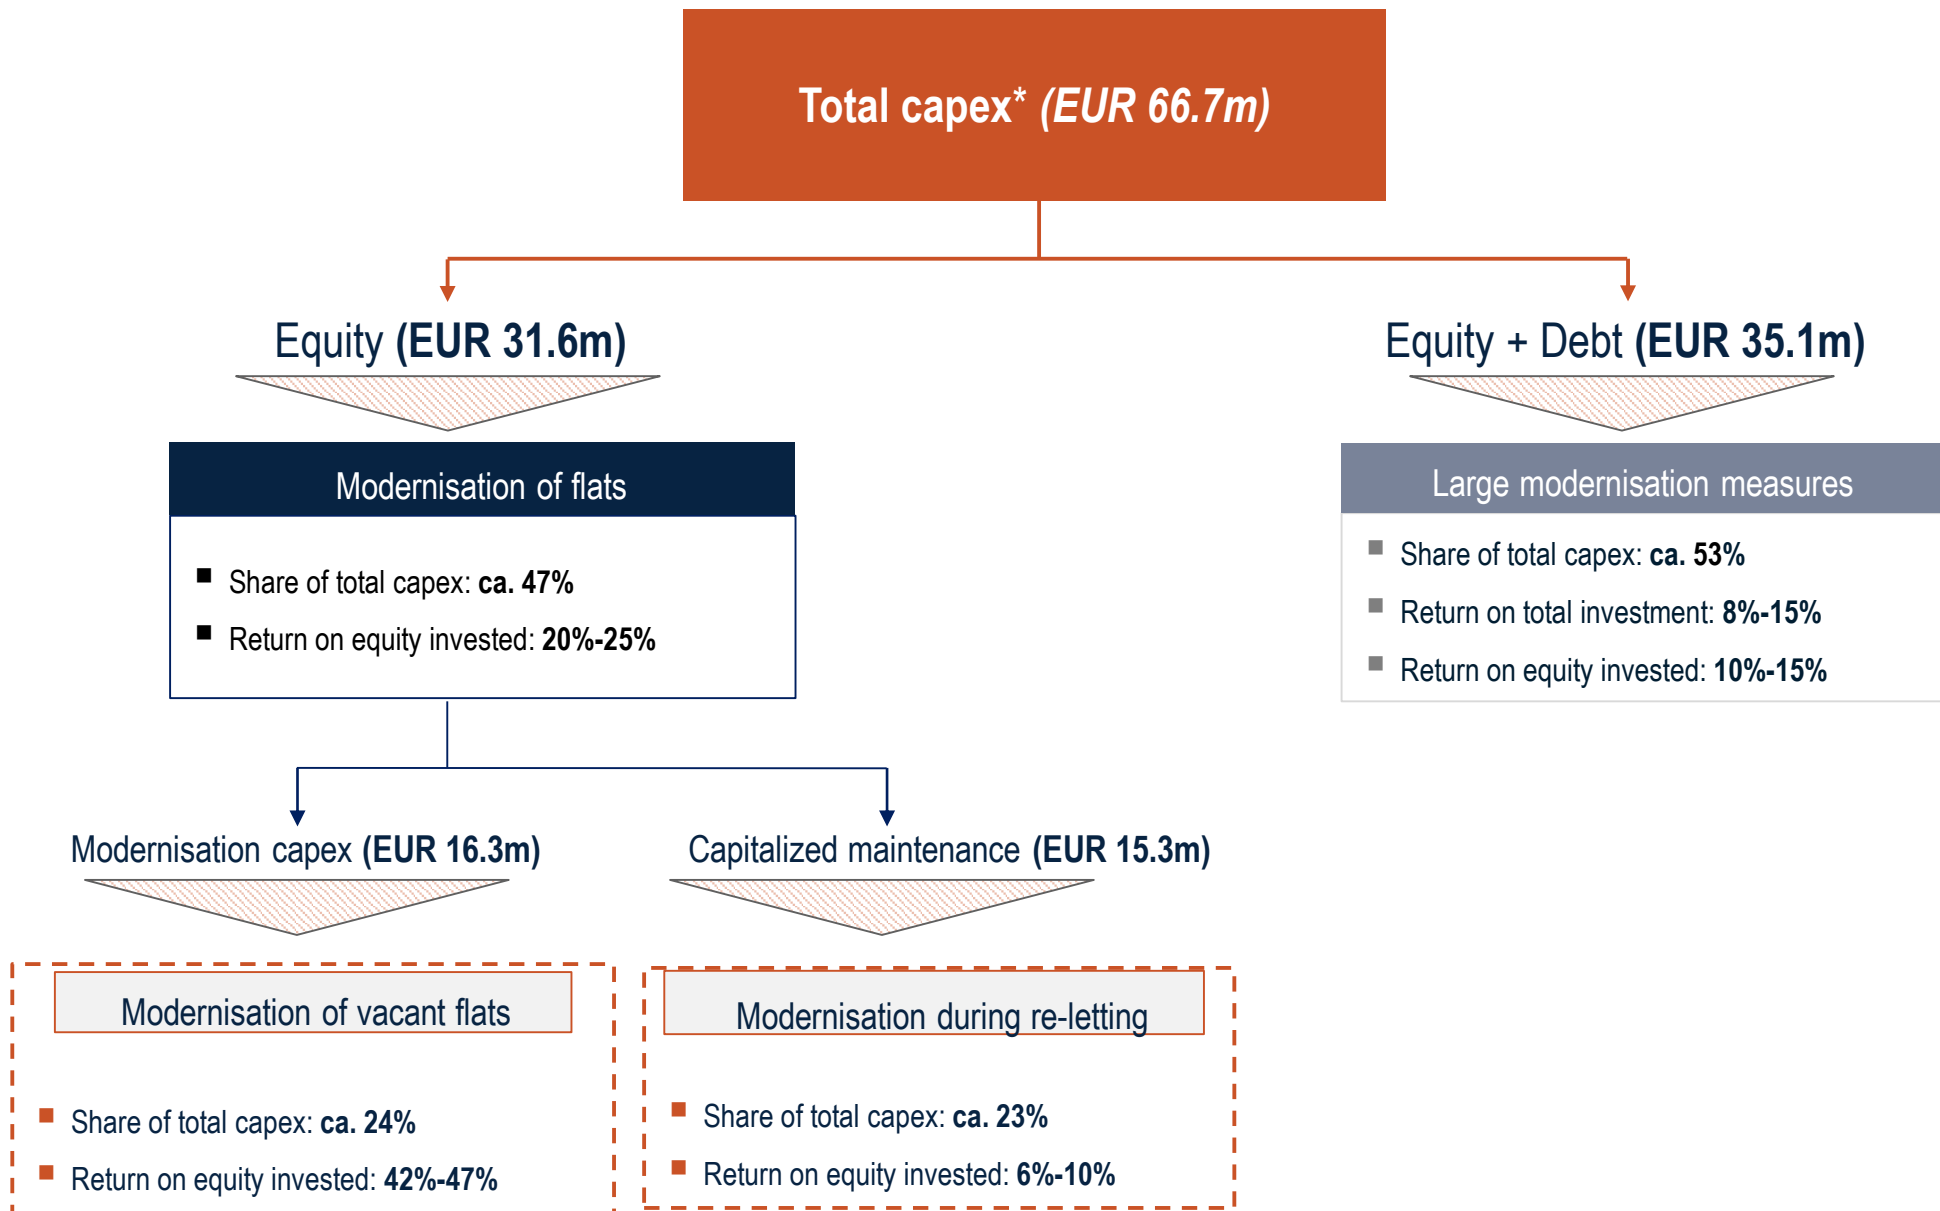 Total capex* (EUR 66.7m)
Equity (EUR 31.6m)
Equity + Debt (EUR 35.1m)
Modernisation of flats
▪ Share of total capex: ca. 47%
▪ Return on equity invested: 20%-25%
Large modernisation measures
▪ Share of total capex: ca. 53%
▪ Return on total investment: 8%-15%
▪ Return on equity invested: 10%-15%
Modernisation capex (EUR 16.3m)
Capitalized maintenance (EUR 15.3m)
Modernisation of vacant flats
▪ Share of total capex: ca. 24%
▪ Return on equity invested: 42%-47%
Modernisation during re-letting
▪ Share of total capex: ca. 23%
▪ Return on equity invested: 6%-10%